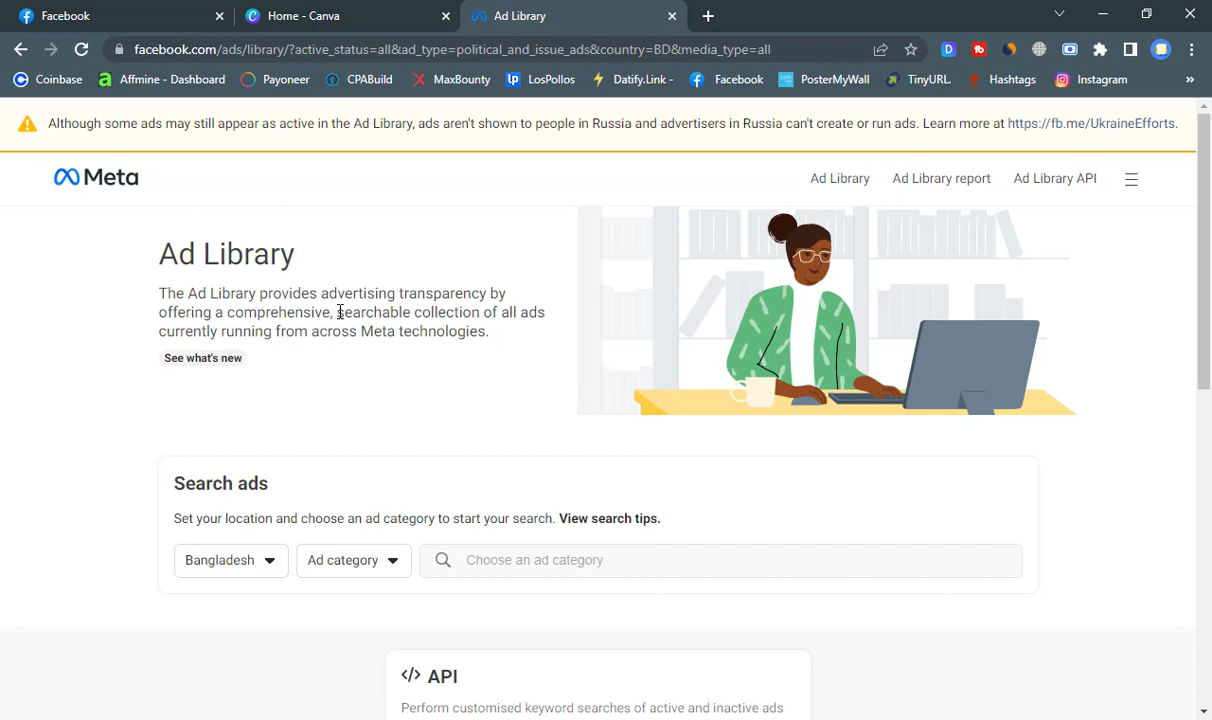 Facebook
Home - Canva
Ad Library
facebook.com/ads/library/?active_status=all&ad_type=political_and_issue_ads&country=BD&media_type=all
Coinbase
Affmine - Dashboard
Payoneer
CPABuild
MaxBounty
LosPollos
Datify.Link -
Facebook
PosterMyWall
TinyURL.
Hashtags
Instagram
»
Although some ads may still appear as active in the Ad Library, ads aren't shown to people in Russia and advertisers in Russia can't create or run ads. Learn more at https://fb.me/UkraineEfforts.
Meta
Ad Library
Ad Library report
Ad Library API
Ad Library
The Ad Library provides advertising transparency by
offering a comprehensive, searchable collection of all ads
currently running from across Meta technologies.
See what's new
Search ads
Set your location and choose an ad category to start your search. View search tips.
Bangladesh
Ad category
Choose an ad category
</> API
Perform customised keyword searches of active and inactive ads